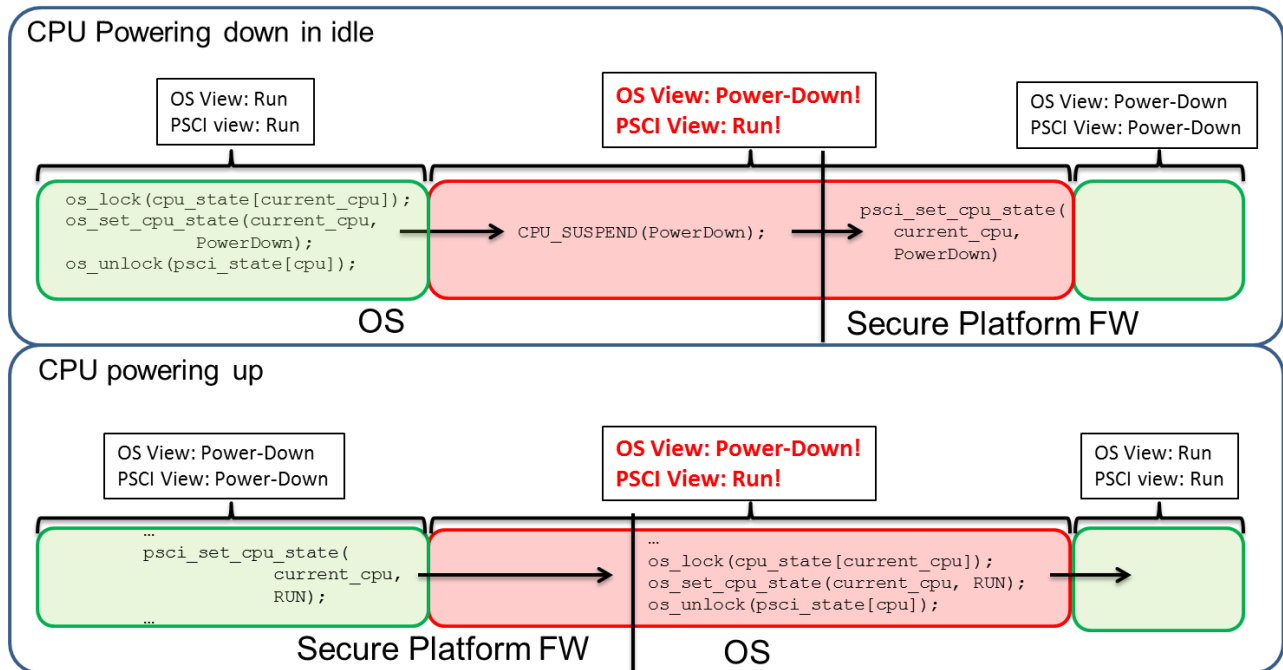 CPU Powering down in idle
OS View: Run
PSCI view: Run
OS View: Power-Down!
PSCI View: Run!
OS View: Power-Down
PSCI View: Power-Down
os_lock(cpu_state[current_cpu]);
os_set_cpu_state(current_cpu,
PowerDown);
os_unlock(psci_state[cpu]);
CPU_SUSPEND(PowerDown);
psci_set_cpu_state(
current_cpu,
PowerDown)
OS
Secure Platform FW
CPU powering up
OS View: Power-Down
PSCI View: Power-Down
OS View: Power-Down!
PSCI View: Run!
OS View: Run
PSCI view: Run
…
psci_set_cpu_state(
current_cpu,
RUN);
…
…
os_lock(cpu_state[current_cpu]);
os_set_cpu_state(current_cpu, RUN);
os_unlock(psci_state[cpu]);
Secure Platform FW
OS